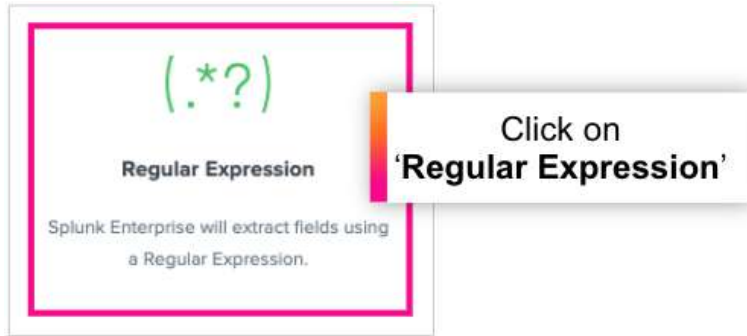 (.*?)
Regular Expression
Splunk Enterprise will extract fields using
a Regular Expression.
Click on
‘Regular Expression’